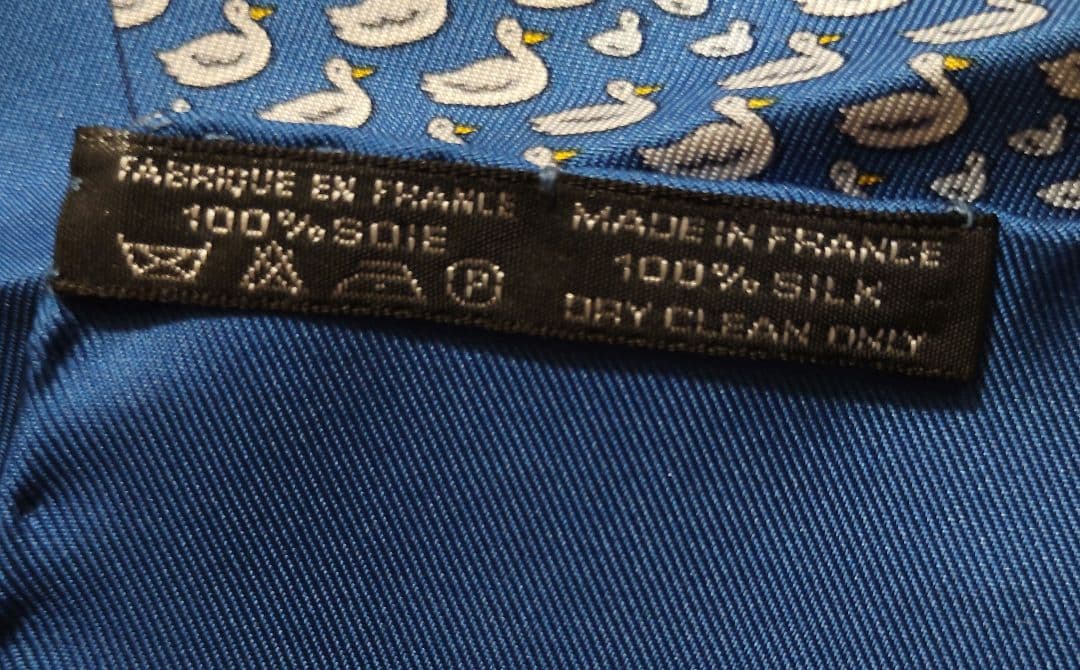 FABRIQUE EN FRANCE
100% SOIE
P
MADE IN FRANCE
100% SILK
DRY CLEAN ONLY